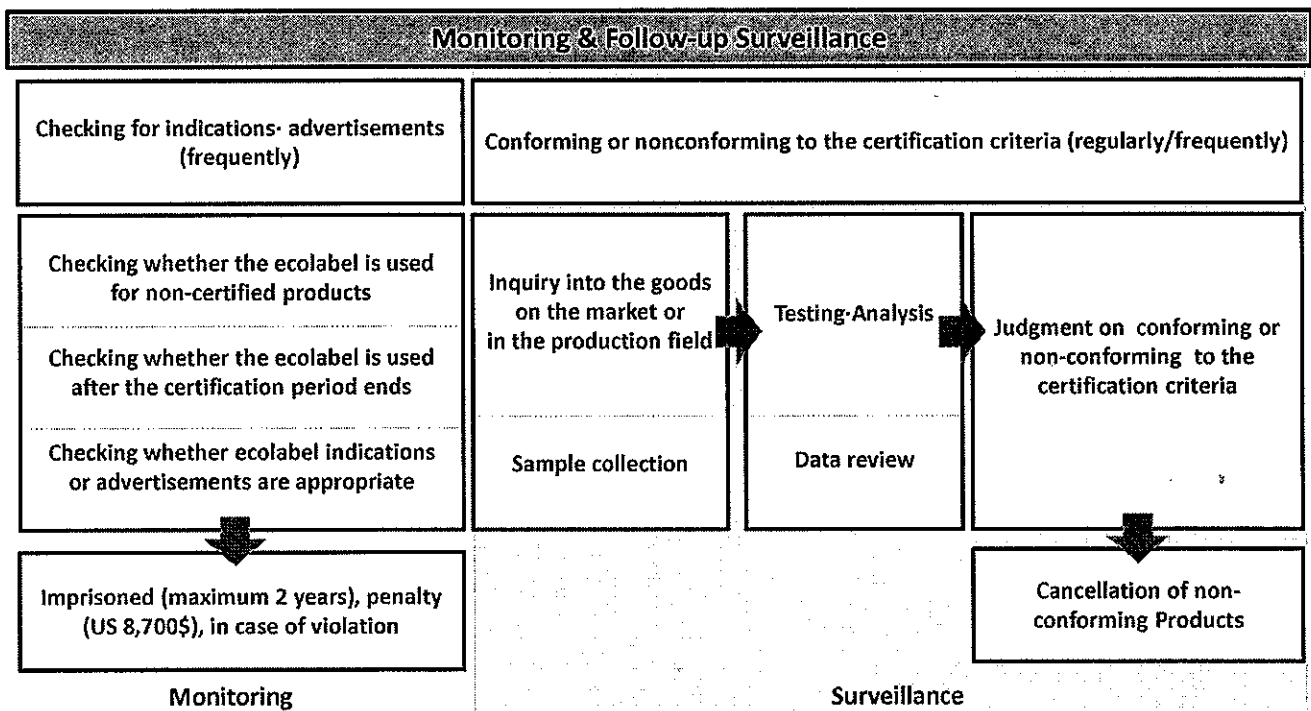 Monitoring & Follow-up Surveillance
Checking for indications· advertisements
(frequently)
Conforming or nonconforming to the certification criteria (regularly/frequently)
Checking whether the ecolabel is used
for non-certified products
Checking whether the ecolabel is used
after the certification period ends
Checking whether ecolabel indications
or advertisements are appropriate
Imprisoned (maximum 2 years), penalty
(US 8,700$), in case of violation
Monitoring
Inquiry into the goods
on the market or
in the production field
Sample collection
Testing·Analysis
Data review
Judgment on conforming or
non-conforming to the
certification criteria
Cancellation of non-
conforming Products
Surveillance